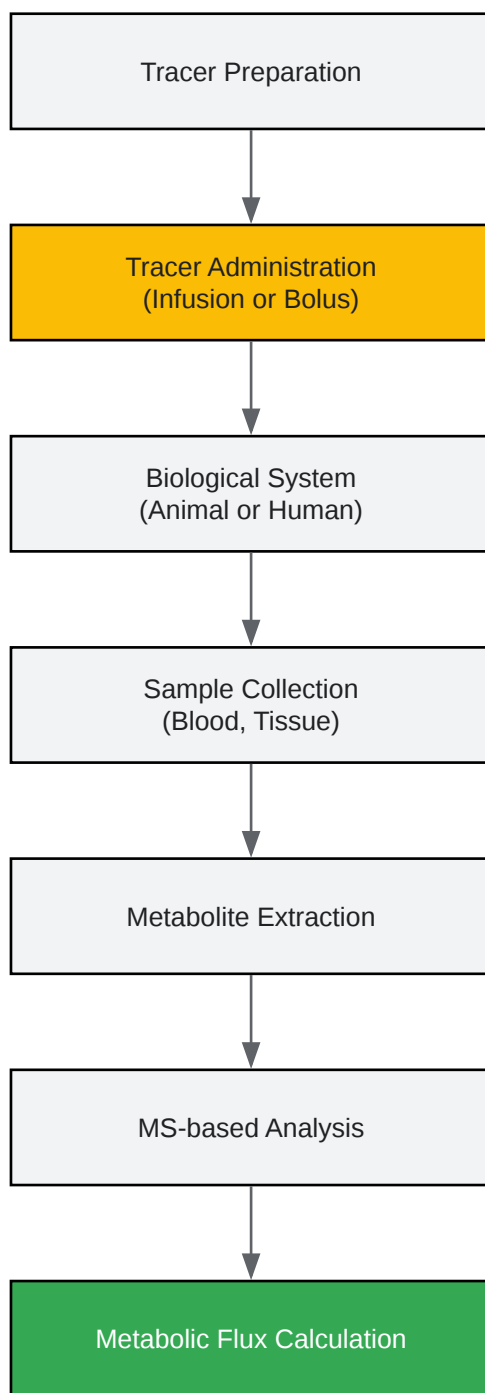 Tracer Preparation
Tracer Administration
(Infusion or Bolus)
Biological System
(Animal or Human)
Sample Collection
(Blood, Tissue)
Metabolite Extraction
MS-based Analysis
Metabolic Flux Calculation